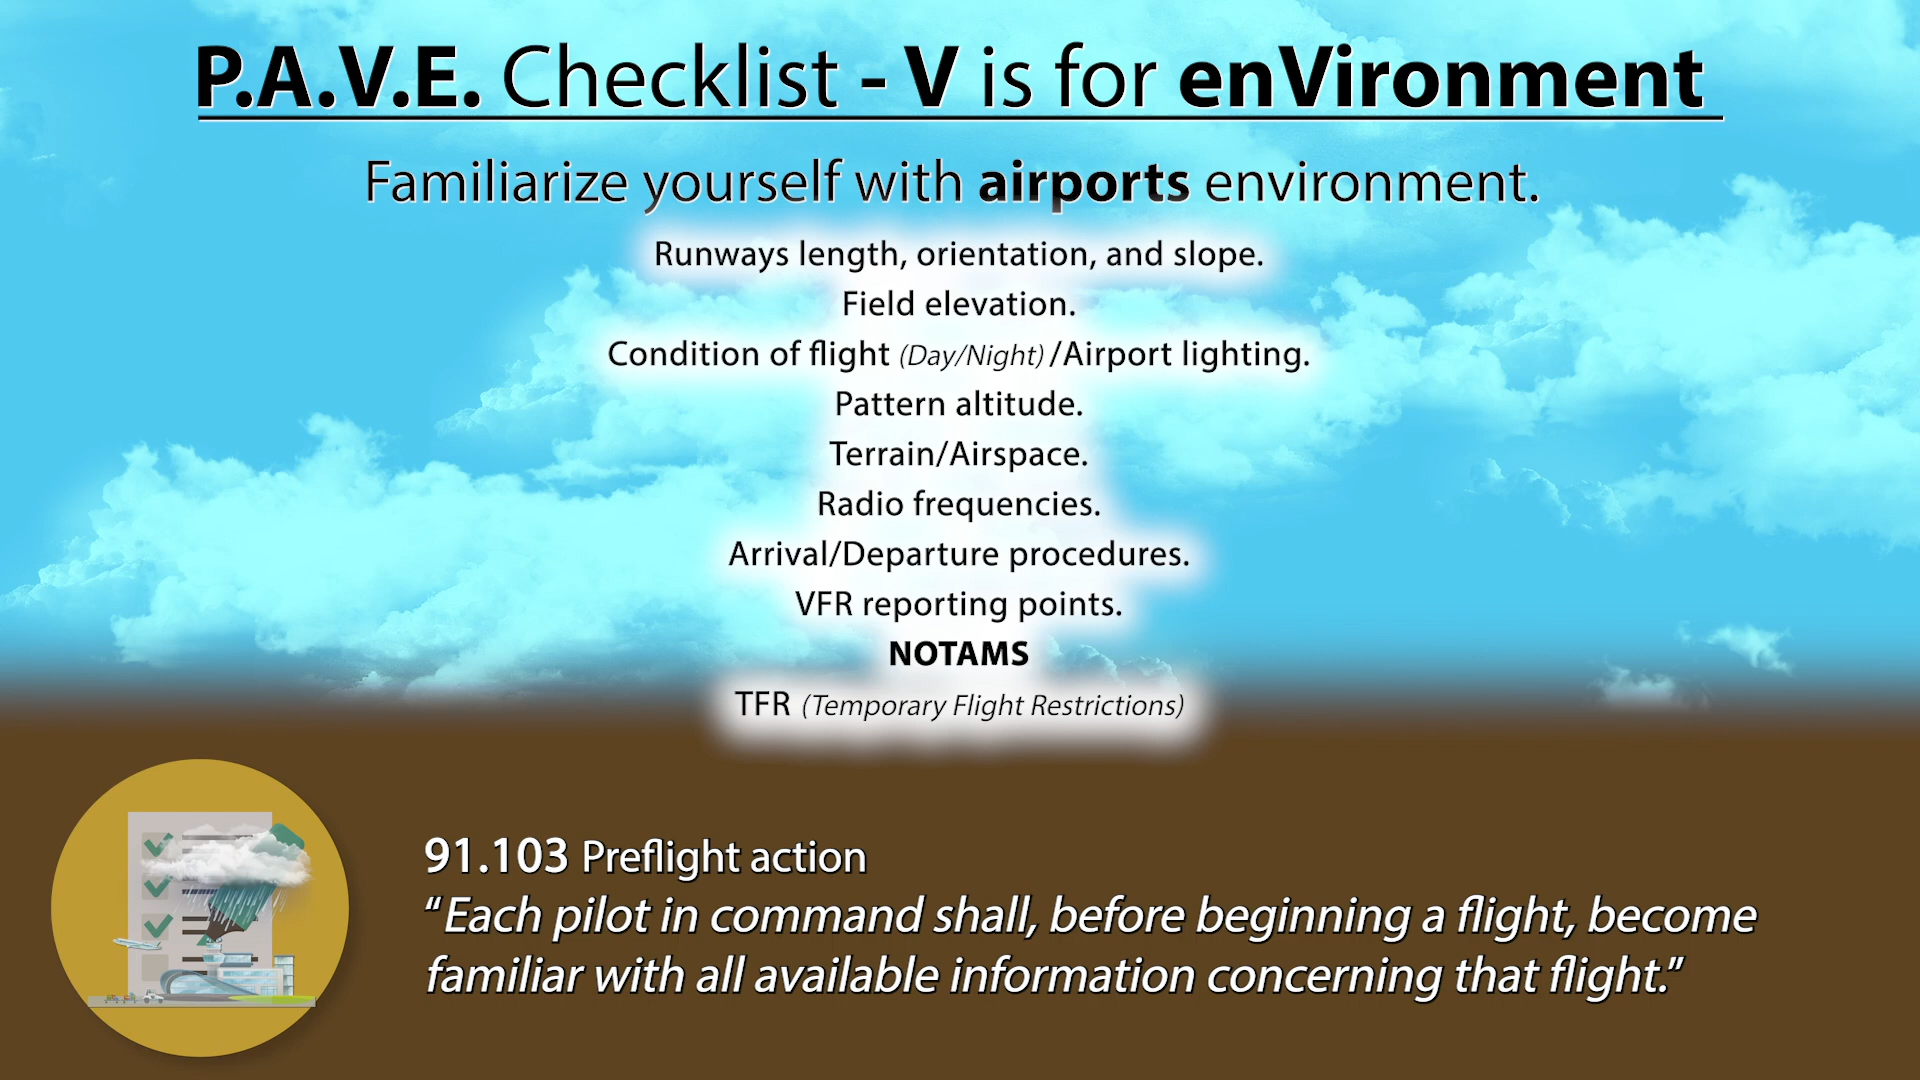 P.A.V.E. Checklist - V is for enVironment
Familiarize yourself with airports environment.
Runways length, orientation, and slope.
Field elevation.
Condition of flight (Day/Night) /Airport lighting.
Pattern altitude.
Terrain/Airspace.
Radio frequencies.
Arrival/Departure procedures.
VFR reporting points.
NOTAMS
TFR (Temporary Flight Restrictions)
91.103 Preflight action
“Each pilot in command shall, before beginning a flight, become
familiar with all available information concerning that flight.”